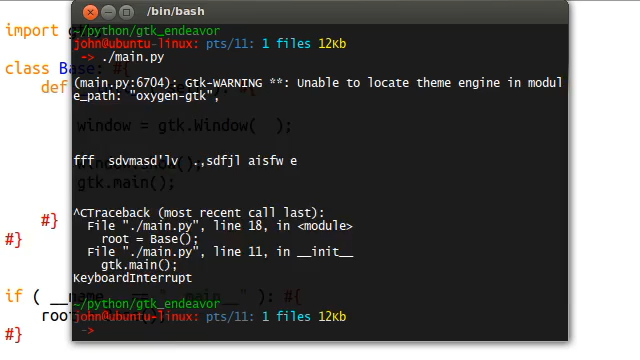 /bin/bash
~/python/gtk_endeavor
john@ubuntu-linux: pts/11: 1 files 12Kb
-> ./main.py
(main.py:6704): Gtk-WARNING **: Unable to locate theme engine in modul
e_path: "oxygen-gtk",
fff  sdvmasd'lv  .,sdfjl aisfw e
^CTraceback (most recent call last):
File "./main.py", line 18, in <module>
root = Base();
File "./main.py", line 11, in __init__
gtk.main();
KeyboardInterrupt
~/python/gtk_endeavor
john@ubuntu-linux: pts/11: 1 files 12Kb
->
import
class Base: #{
def
window = gtk.Window(  );
gtk.main();
#}
#}
if ( __name__ == "__main__" ): #{
#}